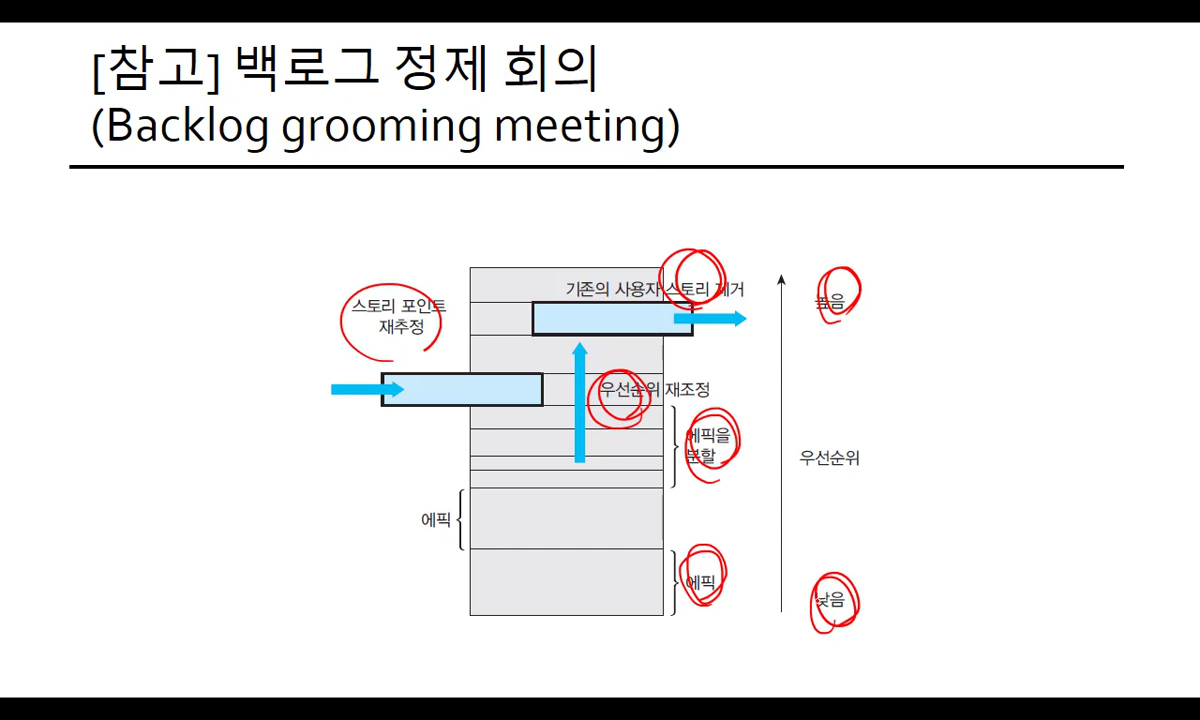 [참고] 백로그 정제 회의
(Backlog grooming meeting)
기존의 사용자 스토리 제거
스토리 포인트
재추정
높음
우선순위 재조정
에픽을
분할
우선순위
에픽
에픽
낮음